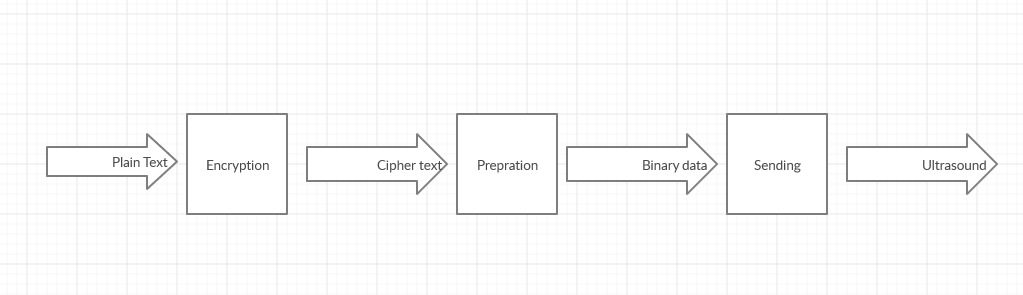 Plain Text
Encryption
Cipher text
Prepration
Binary data
Sending
Ultrasound